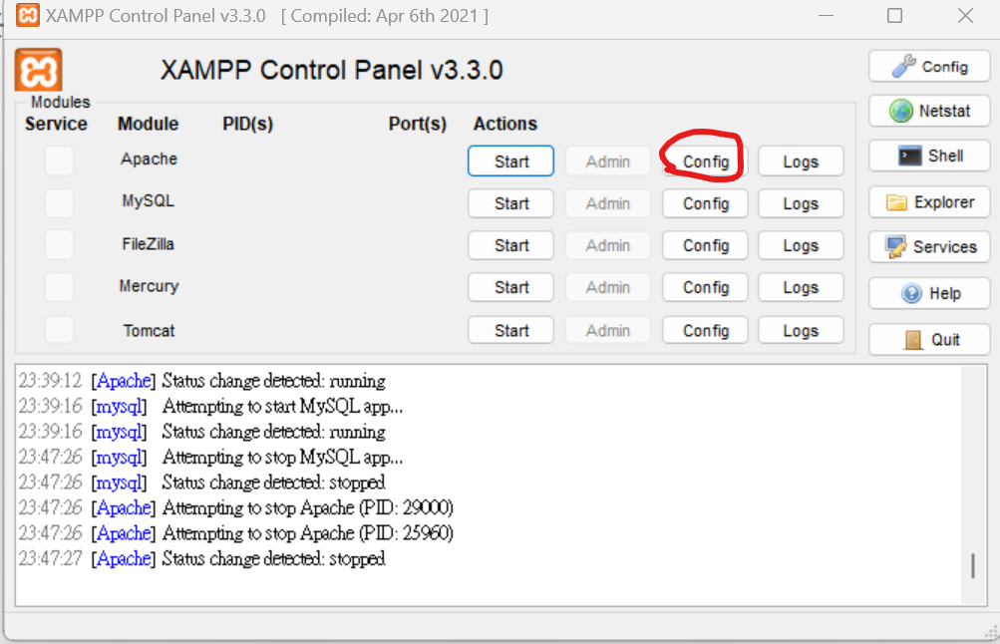 XAMPP Control Panel v3.3.0 [ Compiled: Apr 6th 2021 ]
XAMPP Control Panel v3.3.0
Config
Modules
Service Module PID(s) Port(s) Actions
Netstat
Apache Start Admin Config Logs
Shell
MySQL Start Admin Config Logs
Explorer
FileZilla Start Admin Config Logs
Services
Mercury Start Admin Config Logs
Help
Tomcat Start Admin Config Logs
Quit
23:39:12 [Apache] Status change detected: running
23:39:16 [mysql] Attempting to start MySQL app...
23:39:16 [mysql] Status change detected: running
23:47:26 [mysql] Attempting to stop MySQL app...
23:47:26 [mysql] Status change detected: stopped
23:47:26 [Apache] Attempting to stop Apache (PID: 29000)
23:47:26 [Apache] Attempting to stop Apache (PID: 25960)
23:47:27 [Apache] Status change detected: stopped